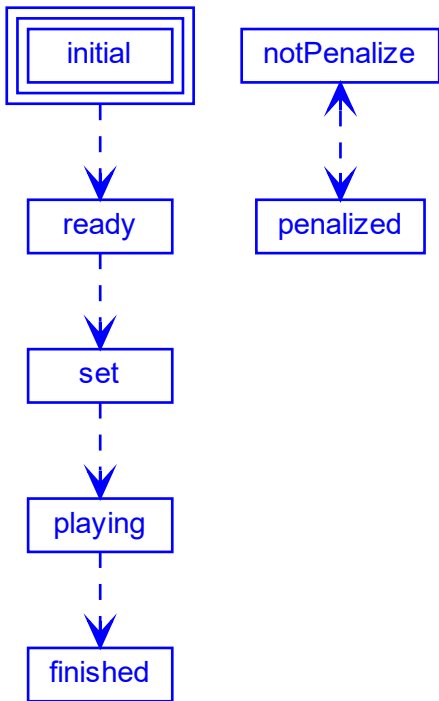 initial
notPenalize
ready
penalized
set
playing
finished